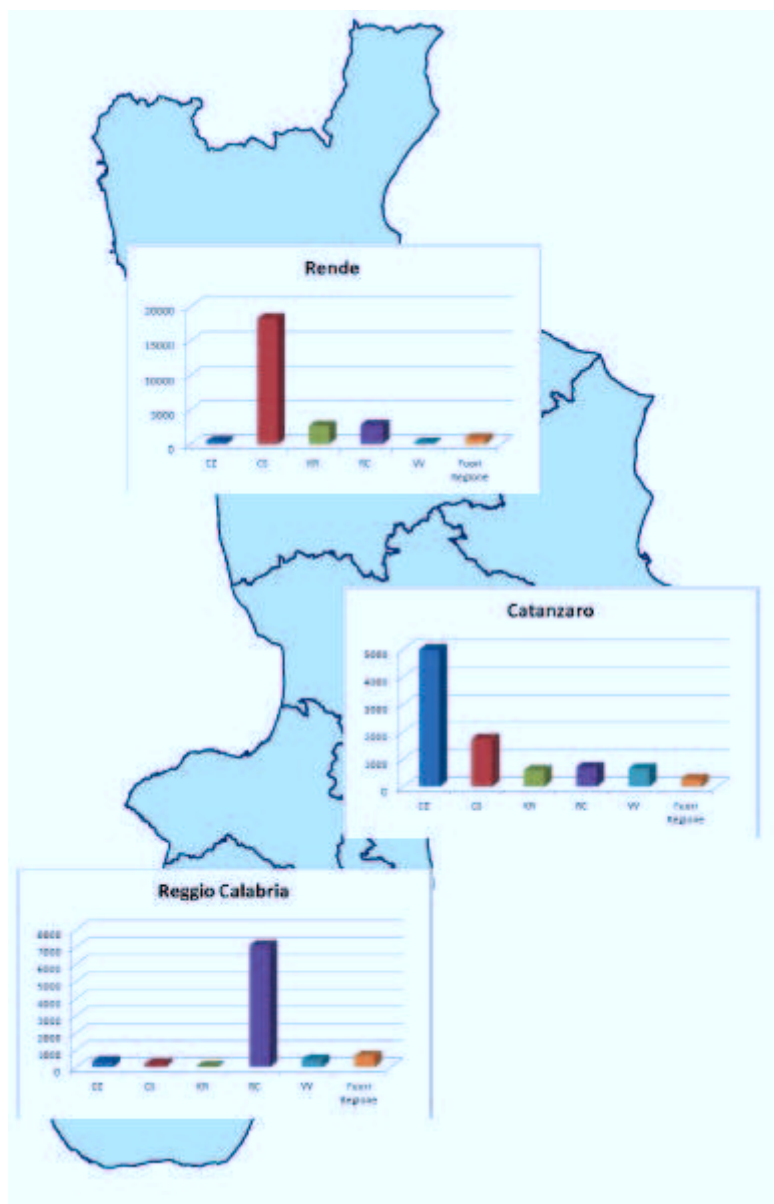 Rende
20000
15000
10000
5000
0
CZ CS KR RC VV Fuori
Regione
Catanzaro
5000
4000
3000
2000
1000
0
CZ CS KR RC VV Fuori
Regione
Reggio Calabria
8000
7000
6000
5000
4000
3000
2000
1000
0
CZ CS KR RC VV Fuori
Regione